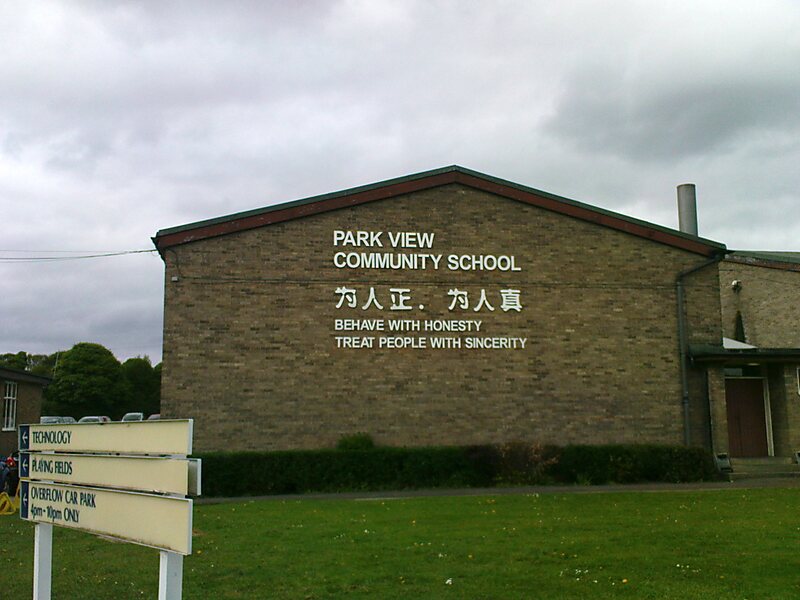 PARK VIEW
COMMUNITY SCHOOL
为人正.为人真
BEHAVE WITH HONESTY
TREAT PEOPLE WITH SINCERITY
TECHNOLOGY
PLAYING FIELDS
OVERFLOW CAR PARK
4pm-10pm ONLY